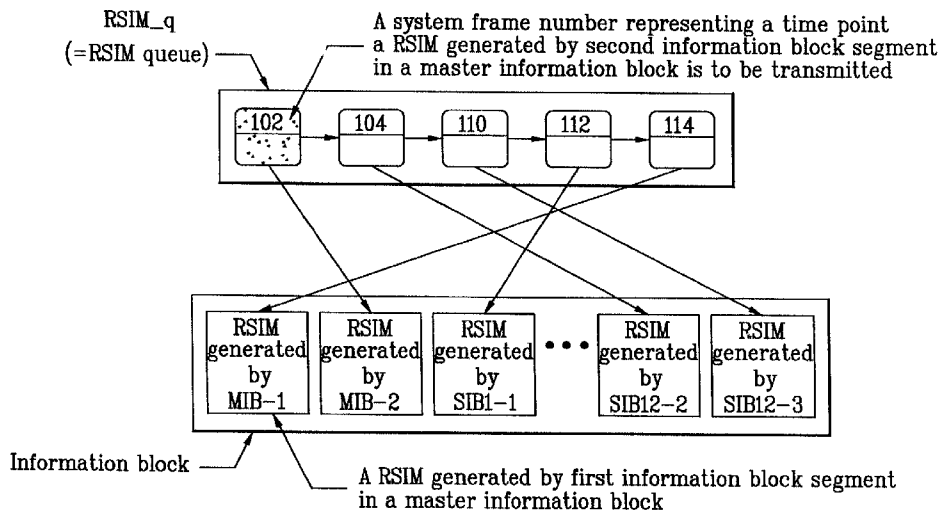 RSIM_q
(=RSIM queue)
A system frame number representing a time point
a RSIM generated by second information block segment
in a master information block is to be transmitted
102
104
110
112
114
RSIM
generated
by
MIB-1
RSIM
generated
by
MIB-2
RSIM
generated
by
SIB1-1
RSIM
generated
by
SIB12-2
RSIM
generated
by
SIB12-3
Information block
A RSIM generated by first information block segment
in a master information block